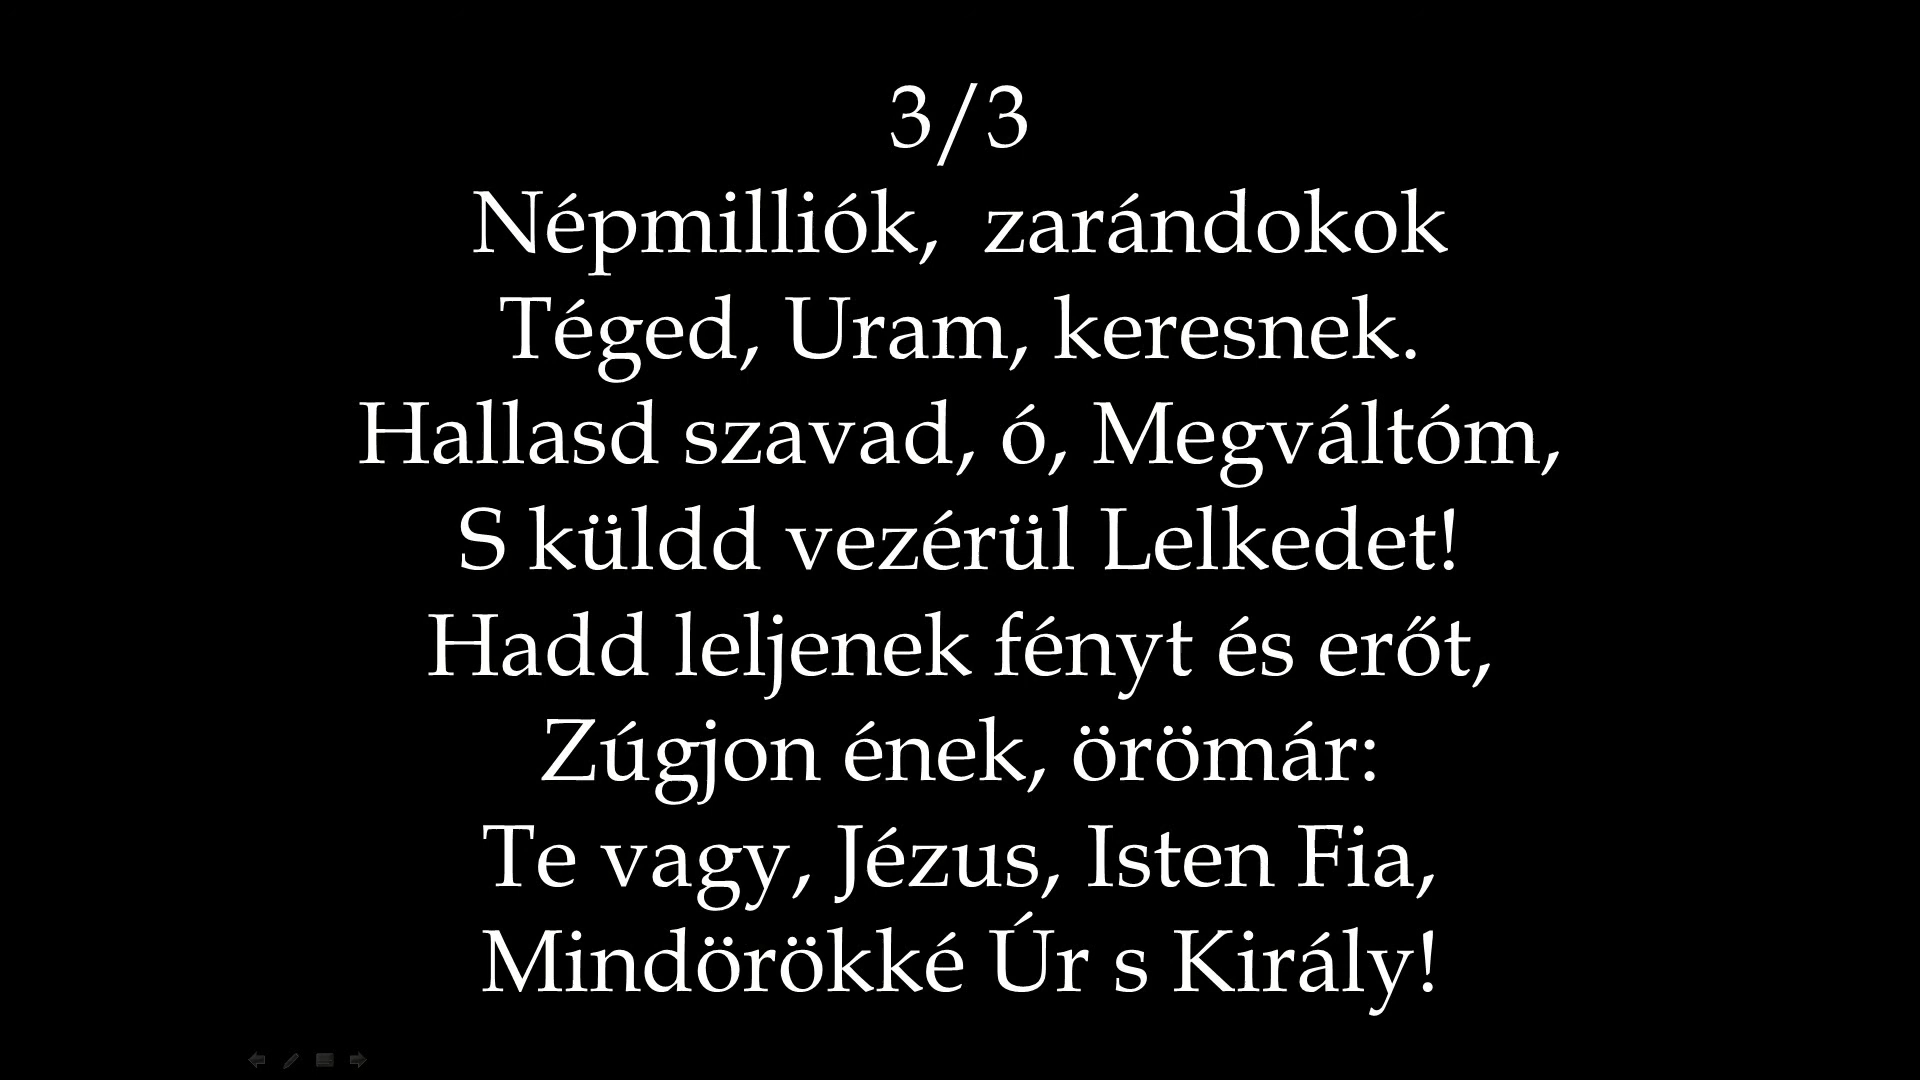 3/3
Népmilliók,  zarándokok
Téged, Uram, keresnek.
Hallasd szavad, ó, Megváltóm,
S küldd vezérül Lelkedet!
Hadd leljenek fényt és erőt,
Zúgjon ének, örömár:
Te vagy, Jézus, Isten Fia,
Mindörökké Úr s Király!